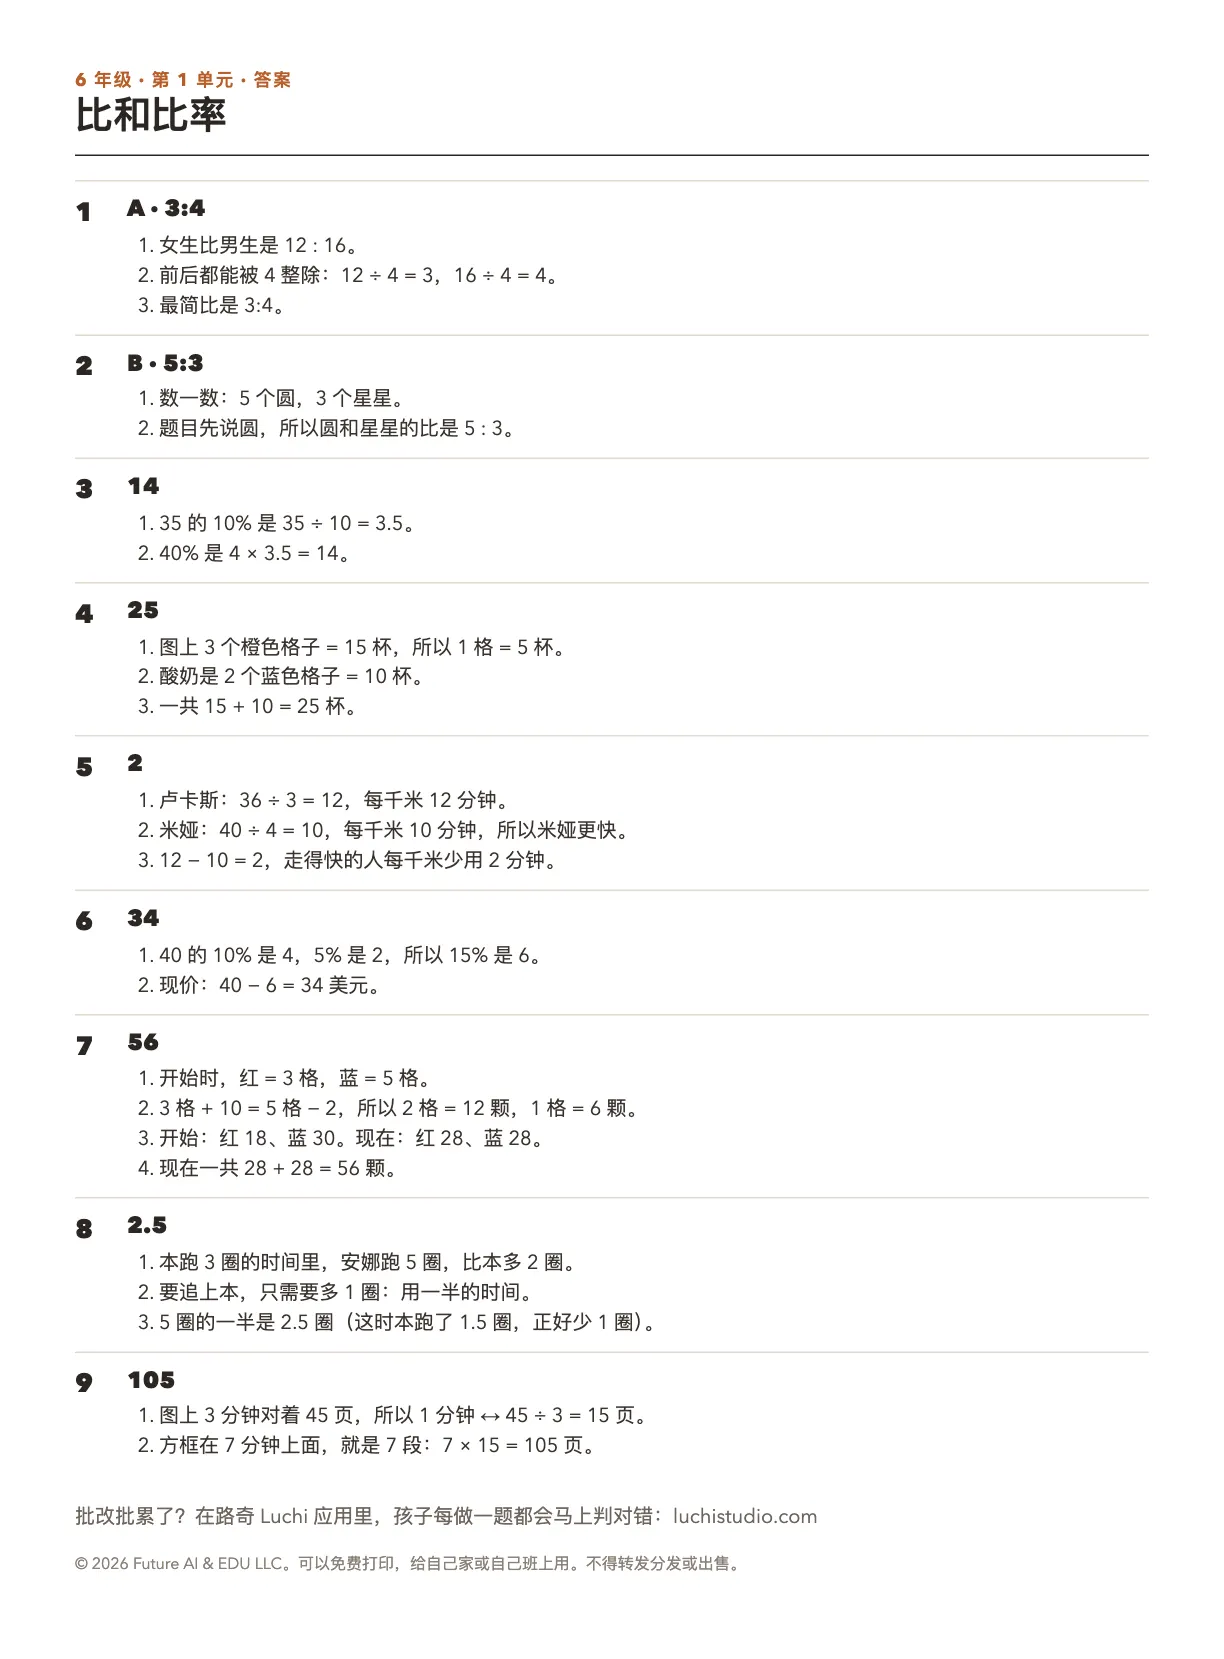 6 年级 · 第 1 单元 · 答案
比和比率
1 A · 3:4
1. 女生比男生是 12 : 16。
2. 前后都能被 4 整除：12 ÷ 4 = 3，16 ÷ 4 = 4。
3. 最简比是 3:4。
2 B · 5:3
1. 数一数：5 个圆，3 个星星。
2. 题目先说圆，所以圆和星星的比是 5 : 3。
3 14
1. 35 的 10% 是 35 ÷ 10 = 3.5。
2. 40% 是 4 × 3.5 = 14。
4 25
1. 图上 3 个橙色格子 = 15 杯，所以 1 格 = 5 杯。
2. 酸奶是 2 个蓝色格子 = 10 杯。
3. 一共 15 + 10 = 25 杯。
5 2
1. 卢卡斯：36 ÷ 3 = 12，每千米 12 分钟。
2. 米娅：40 ÷ 4 = 10，每千米 10 分钟，所以米娅更快。
3. 12 − 10 = 2，走得快的人每千米少用 2 分钟。
6 34
1. 40 的 10% 是 4，5% 是 2，所以 15% 是 6。
2. 现价：40 − 6 = 34 美元。
7 56
1. 开始时，红 = 3 格，蓝 = 5 格。
2. 3 格 + 10 = 5 格 − 2，所以 2 格 = 12 颗，1 格 = 6 颗。
3. 开始：红 18、蓝 30。现在：红 28、蓝 28。
4. 现在一共 28 + 28 = 56 颗。
8 2.5
1. 本跑 3 圈的时间里，安娜跑 5 圈，比本多 2 圈。
2. 要追上本，只需要多 1 圈：用一半的时间。
3. 5 圈的一半是 2.5 圈（这时本跑了 1.5 圈，正好少 1 圈）。
9 105
1. 图上 3 分钟对着 45 页，所以 1 分钟 ↔ 45 ÷ 3 = 15 页。
2. 方框在 7 分钟上面，就是 7 段：7 × 15 = 105 页。
批改批累了？在路奇 Luchi 应用里，孩子每做一题都会马上判对错：luchistudio.com
© 2026 Future AI & EDU LLC。可以免费打印，给自己家或自己班上用。不得转发分发或出售。